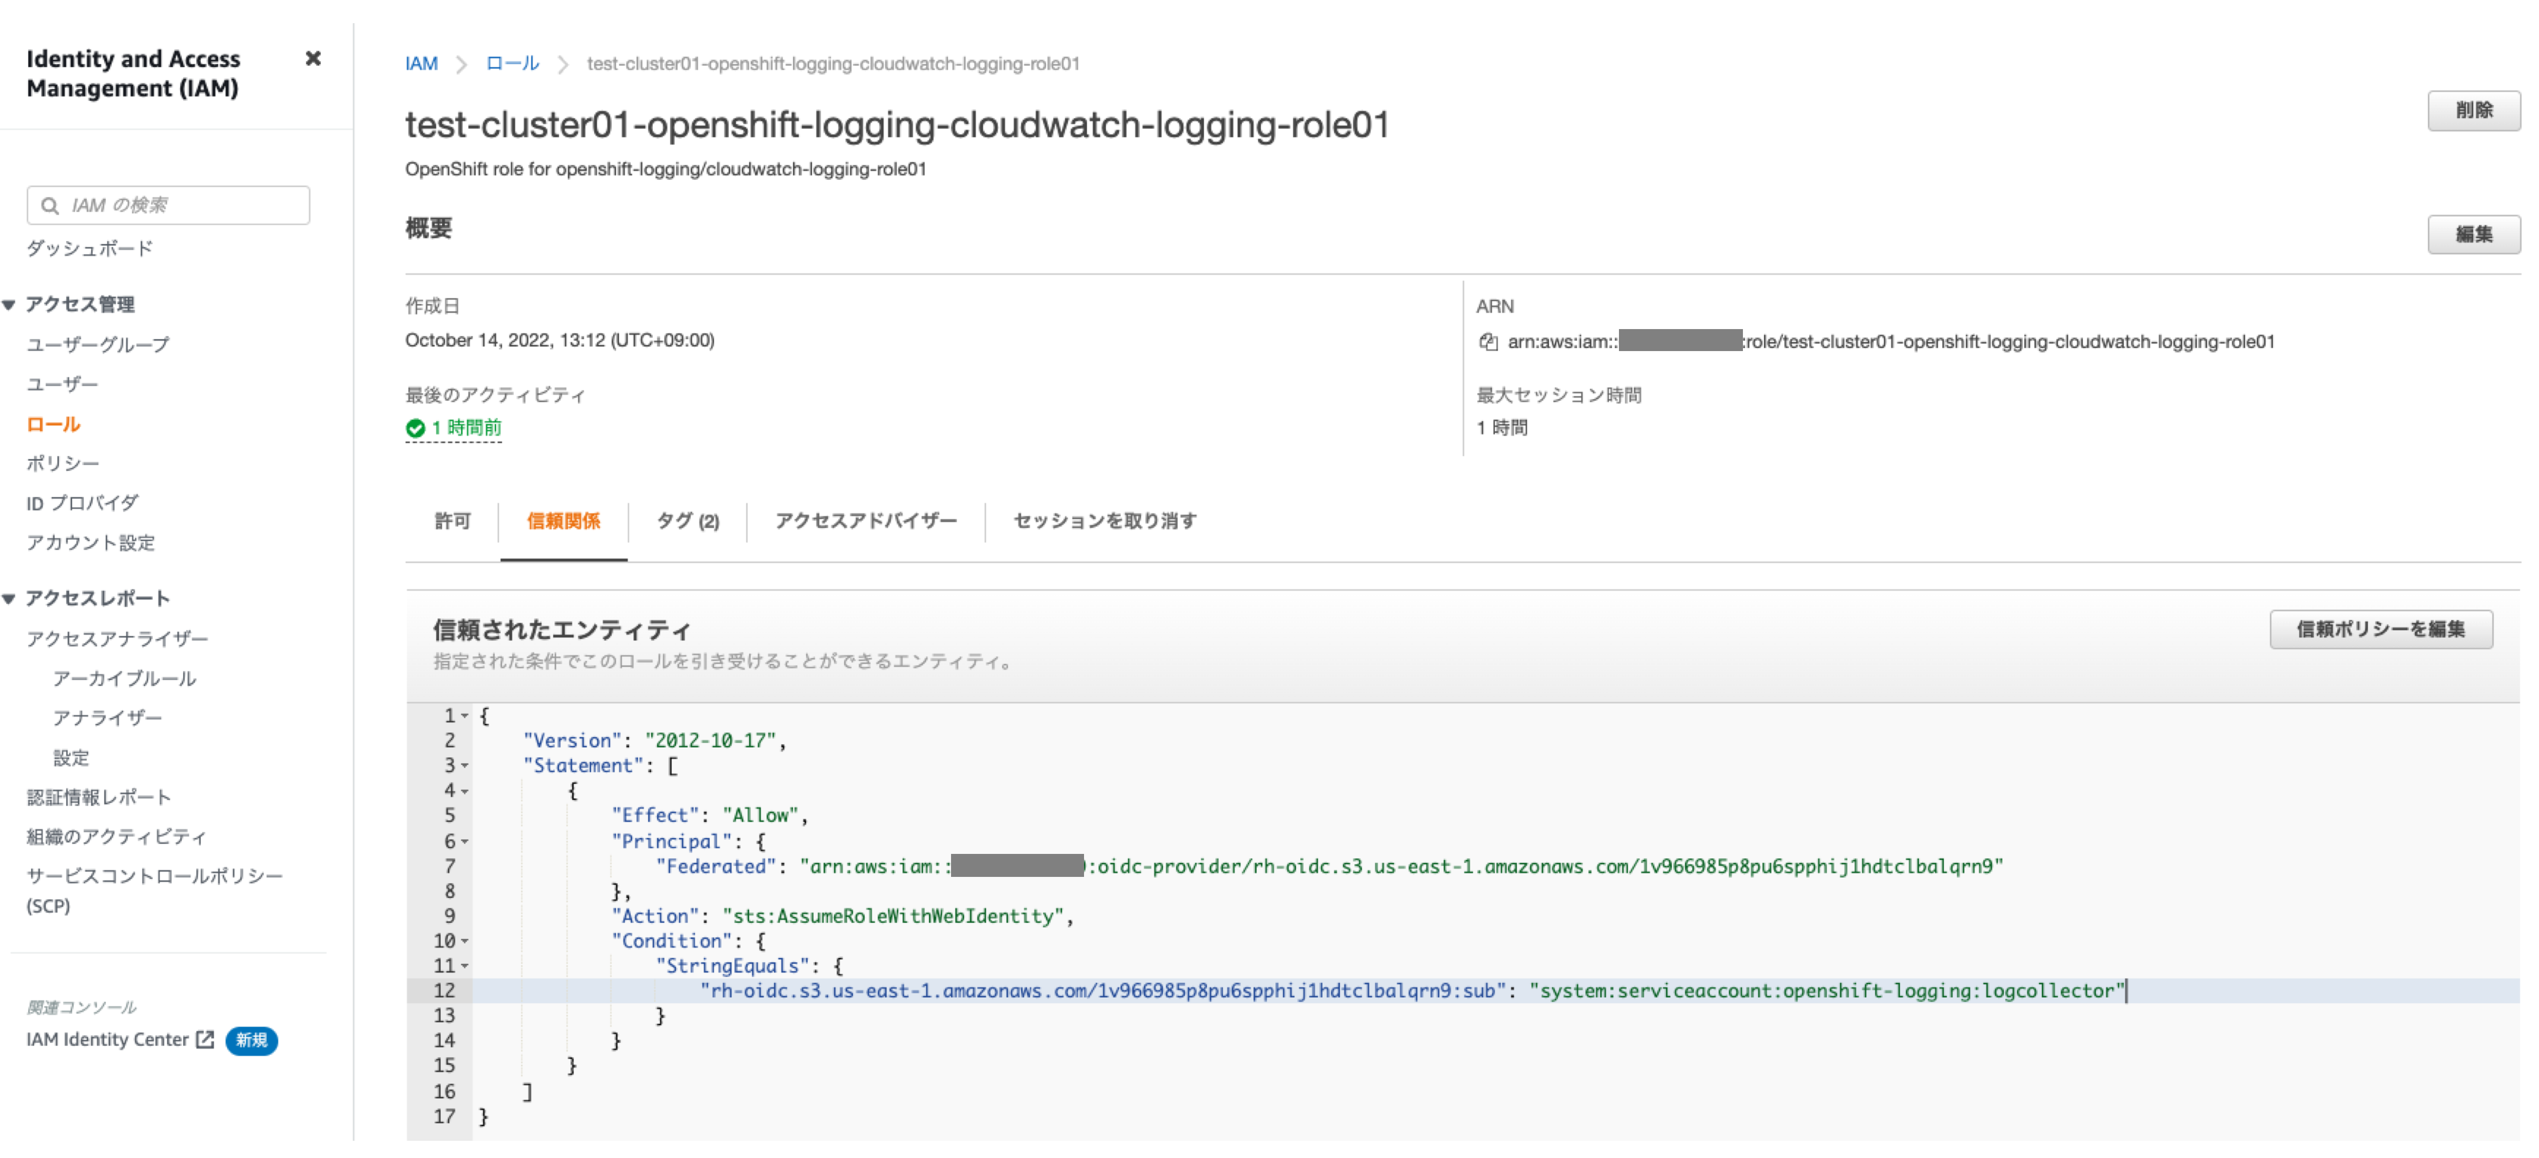 Identity and Access
Management (IAM)
IAM の検索
ダッシュボード
アクセス管理
ユーザーグループ
ユーザー
ロール
ポリシー
ID プロバイダ
アカウント設定
アクセスレポート
アクセスアナライザー
アーカイブルール
アナライザー
設定
認証情報レポート
組織のアクティビティ
サービスコントロールポリシー
(SCP)
関連コンソール
IAM Identity Center 新規
IAM ロール test-cluster01-openshift-logging-cloudwatch-logging-role01
test-cluster01-openshift-logging-cloudwatch-logging-role01
削除
OpenShift role for openshift-logging/cloudwatch-logging-role01
概要
編集
作成日
October 14, 2022, 13:12 (UTC+09:00)
最後のアクティビティ
1 時間前
ARN
arn:aws:iam:: :role/test-cluster01-openshift-logging-cloudwatch-logging-role01
最大セッション時間
1 時間
許可 信頼関係 タグ (2) アクセスアドバイザー セッションを取り消す
信頼されたエンティティ
信頼ポリシーを編集
指定された条件でこのロールを引き受けることができるエンティティ。
1 {
2 "Version": "2012-10-17",
3 "Statement": [
4 {
5 "Effect": "Allow",
6 "Principal": {
7 "Federated": "arn:aws:iam:: :oidc-provider/rh-oidc.s3.us-east-1.amazonaws.com/1v966985p8pu6spphij1hdtclbalqrn9"
8 },
9 "Action": "sts:AssumeRoleWithWebIdentity",
10 "Condition": {
11 "StringEquals": {
12 "rh-oidc.s3.us-east-1.amazonaws.com/1v966985p8pu6spphij1hdtclbalqrn9:sub": "system:serviceaccount:openshift-logging:logcollector"
13 }
14 }
15 }
16 ]
17 }